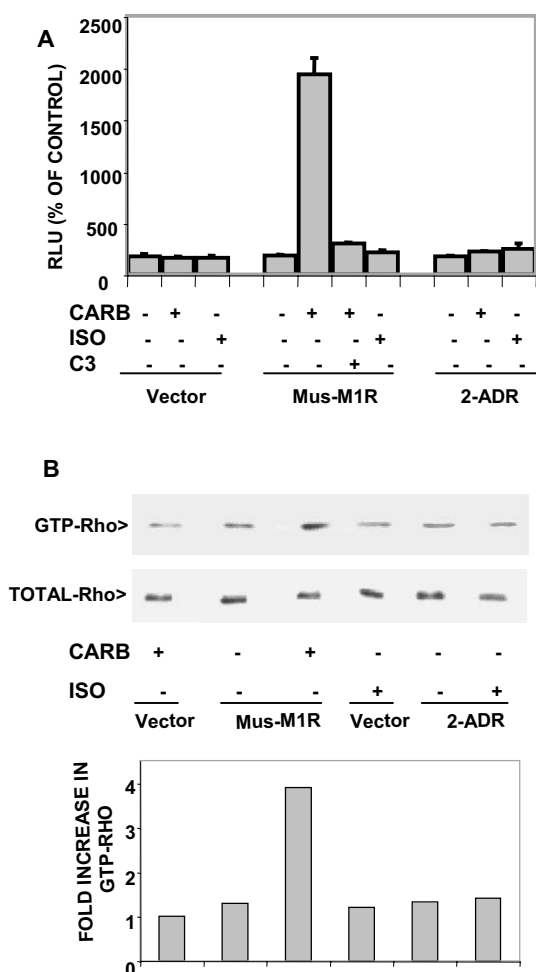 A
RLU (% OF CONTROL)
2500
2000
1500
1000
500
0
CARB - + - - + + - - + -
ISO - - + - - - + - - +
C3 - - - - - + - - - -
Vector Mus-M1R 2-ADR
B
GTP-Rho>
TOTAL-Rho>
CARB + - + - - -
ISO - - - + - +
Vector Mus-M1R Vector 2-ADR
FOLD INCREASE IN
GTP-RHO
4
3
2
1
0